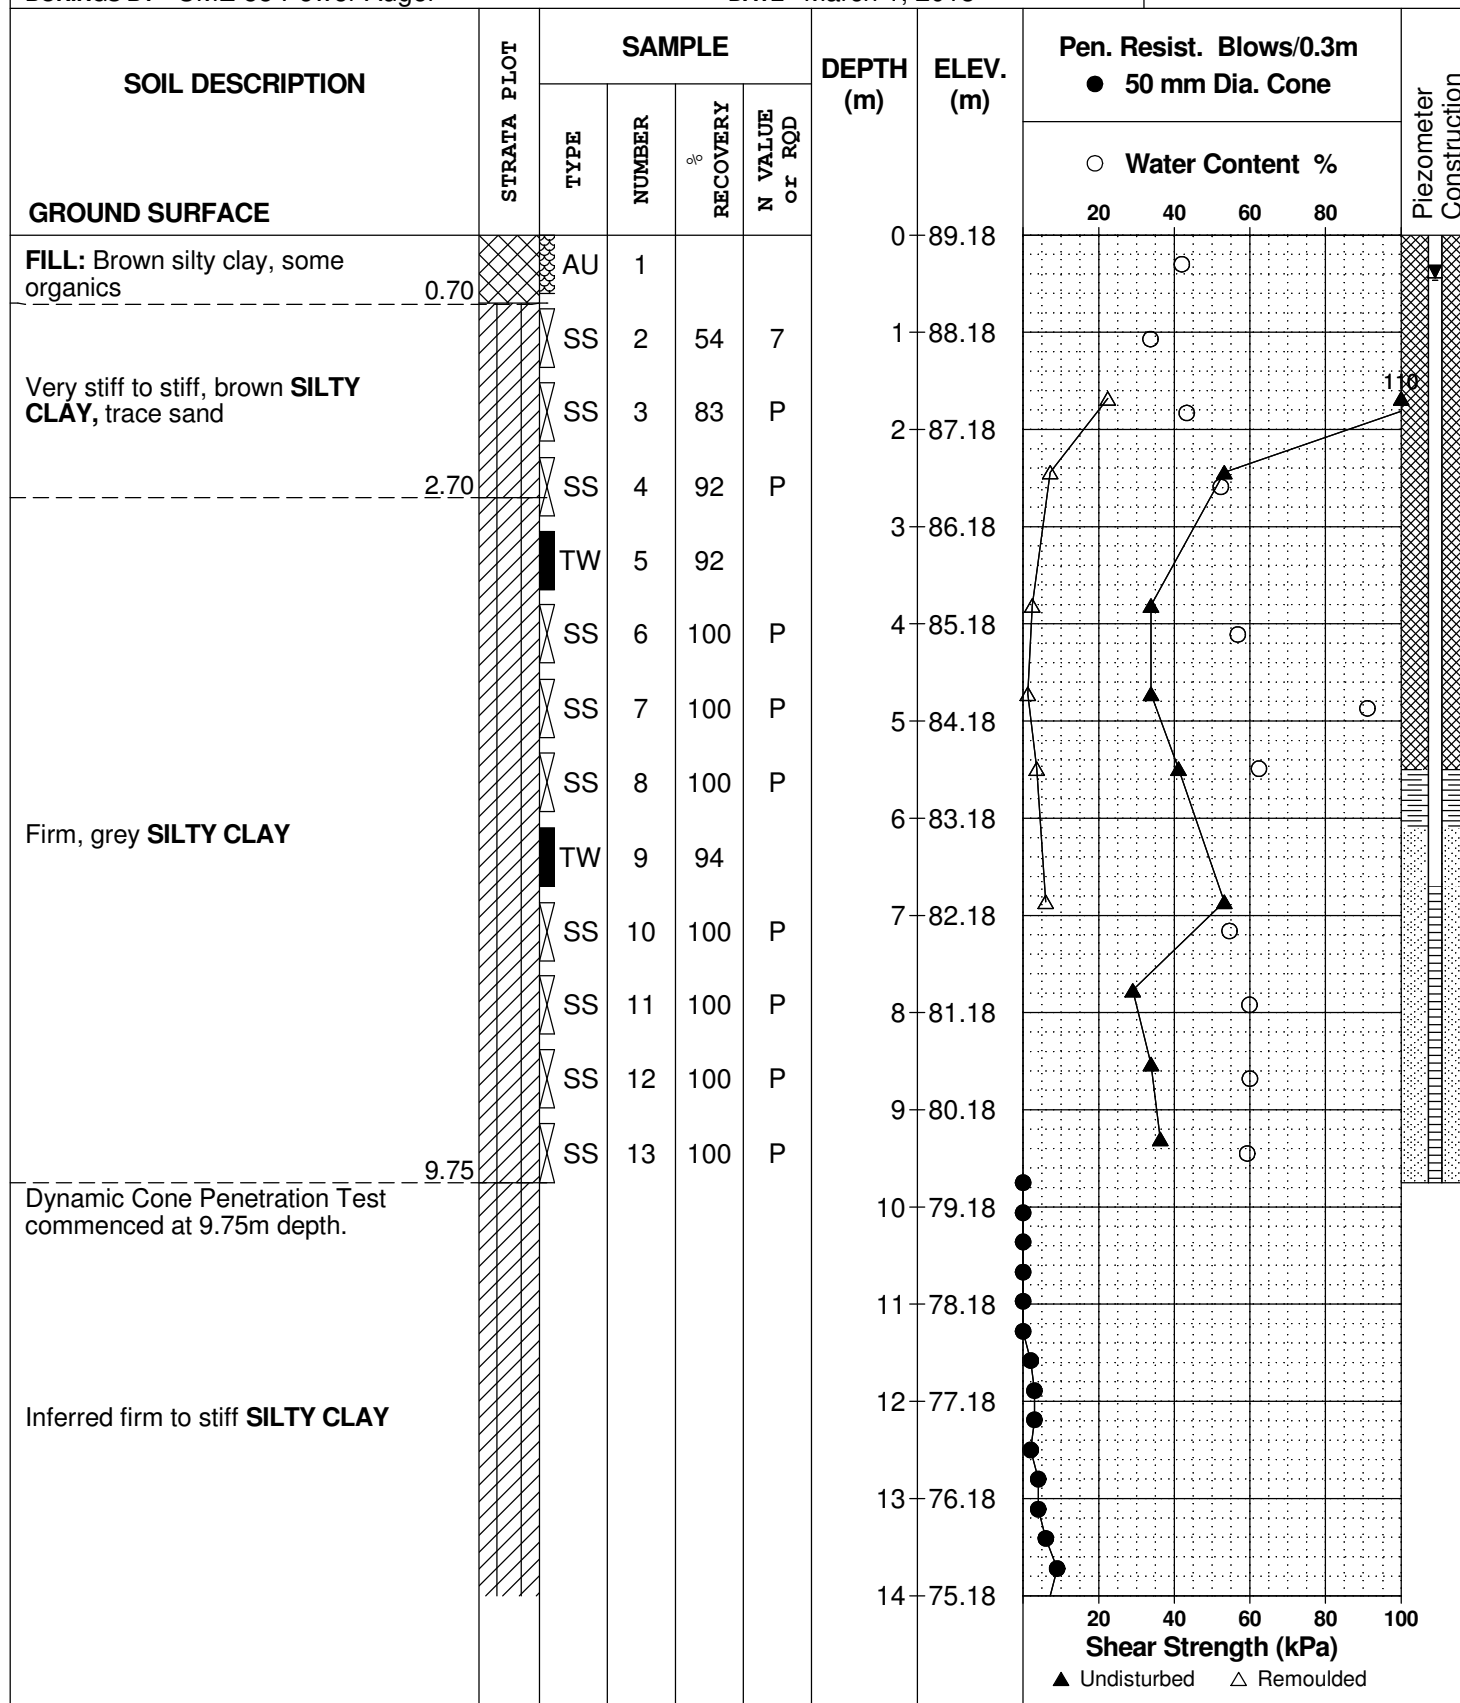 SOIL DESCRIPTION
GROUND SURFACE
STRATA PLOT
SAMPLE
TYPE
NUMBER
% RECOVERY
N VALUE or RQD
DEPTH (m)
ELEV. (m)
Pen. Resist. Blows/0.3m
● 50 mm Dia. Cone
○ Water Content %
20 40 60 80
Piezometer Construction
FILL: Brown silty clay, some
organics 0.70
Very stiff to stiff, brown SILTY
CLAY, trace sand
2.70
Firm, grey SILTY CLAY
9.75
Dynamic Cone Penetration Test
commenced at 9.75m depth.
Inferred firm to stiff SILTY CLAY
AU 1
SS 2 54 7
SS 3 83 P
SS 4 92 P
TW 5 92
SS 6 100 P
SS 7 100 P
SS 8 100 P
TW 9 94
SS 10 100 P
SS 11 100 P
SS 12 100 P
SS 13 100 P
0 89.18
1 88.18
2 87.18
3 86.18
4 85.18
5 84.18
6 83.18
7 82.18
8 81.18
9 80.18
10 79.18
11 78.18
12 77.18
13 76.18
14 75.18
110
20 40 60 80 100
Shear Strength (kPa)
▲ Undisturbed △ Remoulded